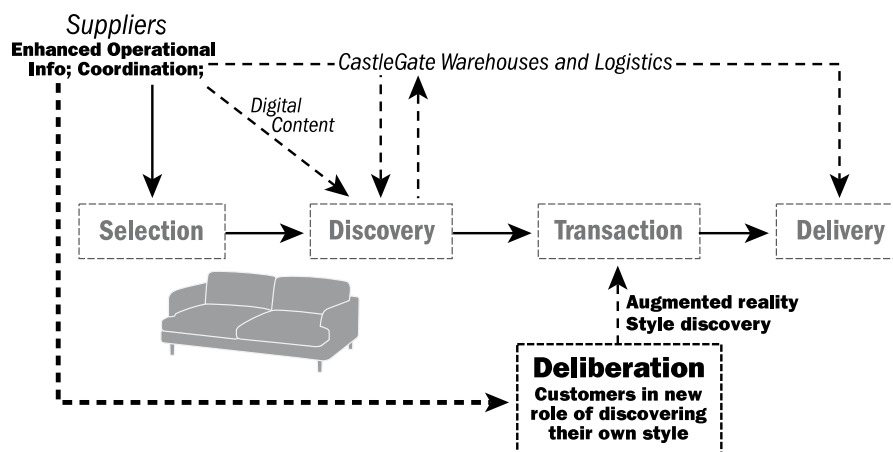 Suppliers
Enhanced Operational
Info; Coordination;
CastleGate Warehouses and Logistics
Digital
Content
Selection
Discovery
Transaction
Delivery
Augmented reality
Style discovery
Deliberation
Customers in new
role of discovering
their own style